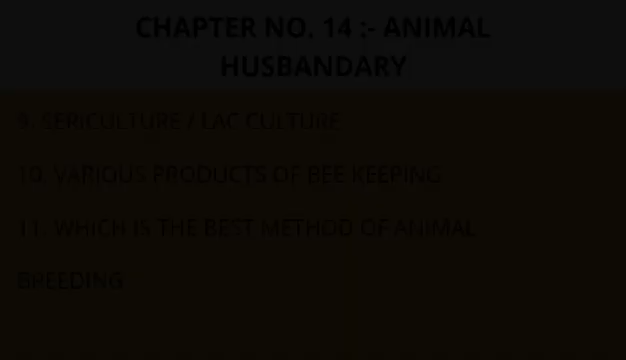 CHAPTER NO. 14 :- ANIMAL
HUSBANDARY
9. SERICULTURE / LAC CULTURE
10. VARIOUS PRODUCTS OF BEE KEEPING
11. WHICH IS THE BEST METHOD OF ANIMAL
BREEDING